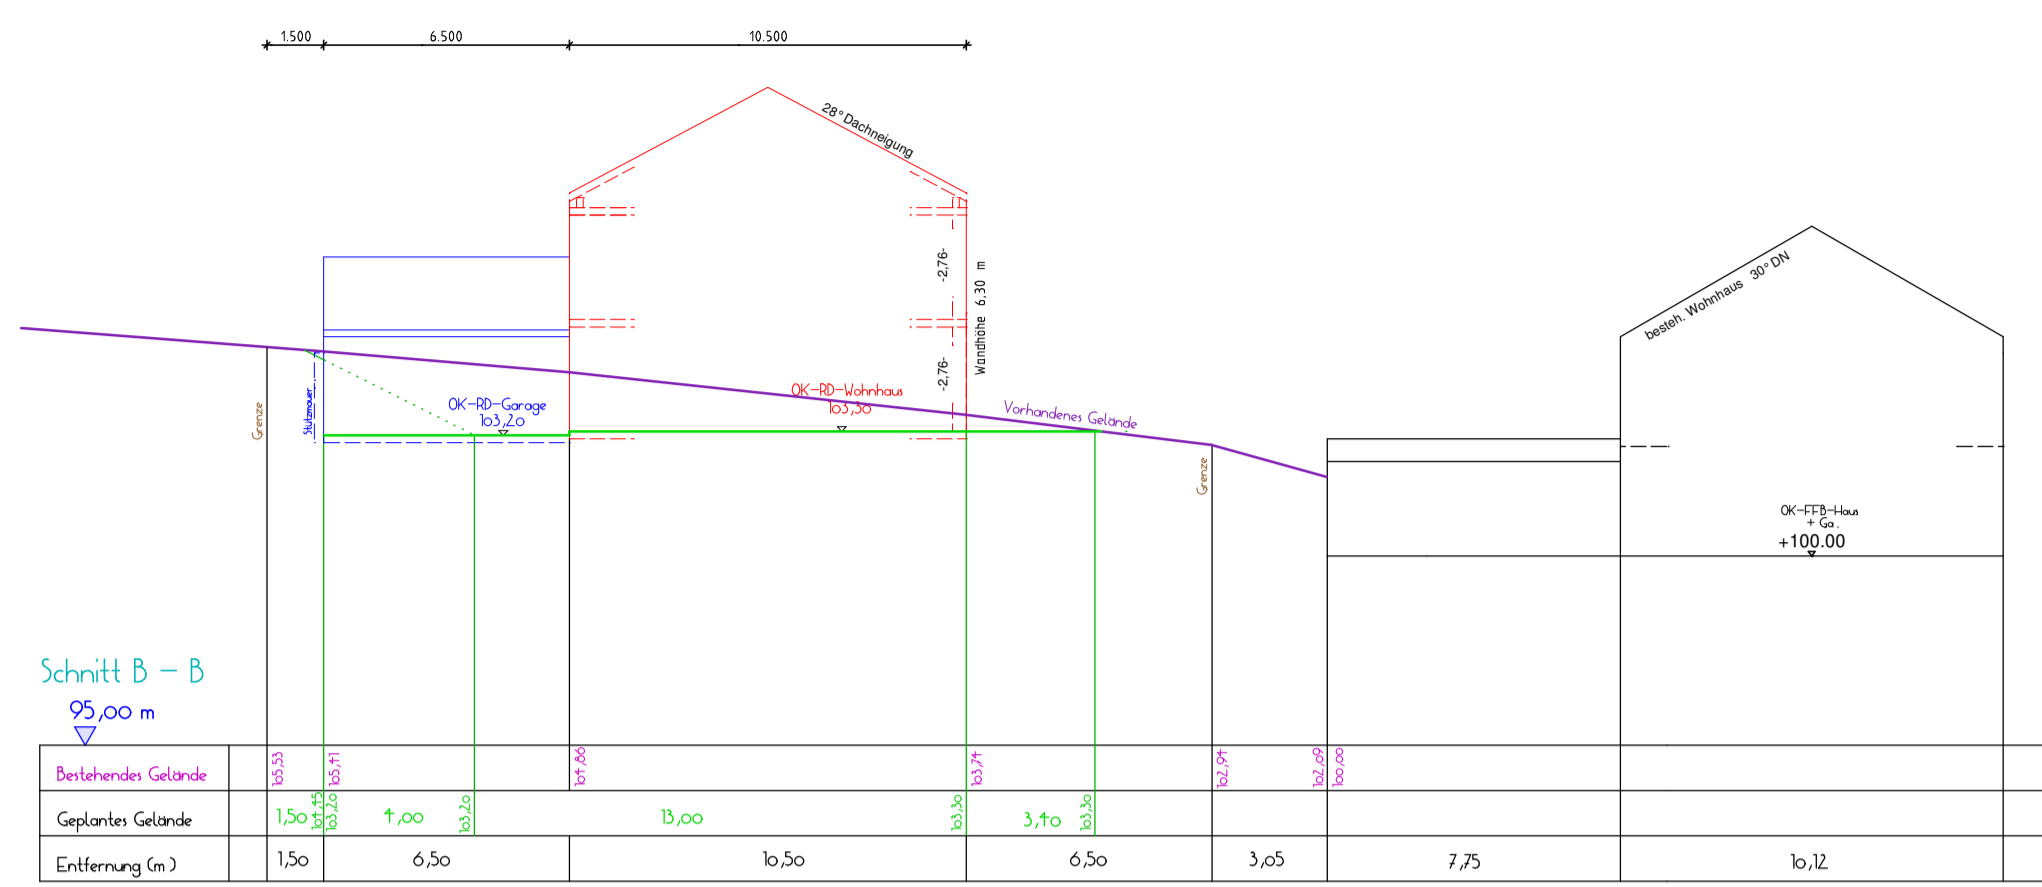 1.500 6.500 10.500
28° Dachneigung
-2,76-
Wandhöhe 6.30 m
-2,76-
besteh. Wohnhaus 30° DN
Grenze
Stützmauer
OK-RD-Garage
103,20
OK-RD-Wohnhaus
103,30
Vorhandenes Gelände
Grenze
OK-FFB-Haus
+ Ga.
+100.00
Schnitt B - B
95,00 m
Bestehendes Gelände 105,53 105,41 104,86 103,74 102,94 102,09 100,00
Geplantes Gelände 1,50 103,20 4,00 103,20 13,00 103,30 3,40 103,30
Entfernung (m) 1,50 6,50 10,50 6,50 3,05 7,75 10,12